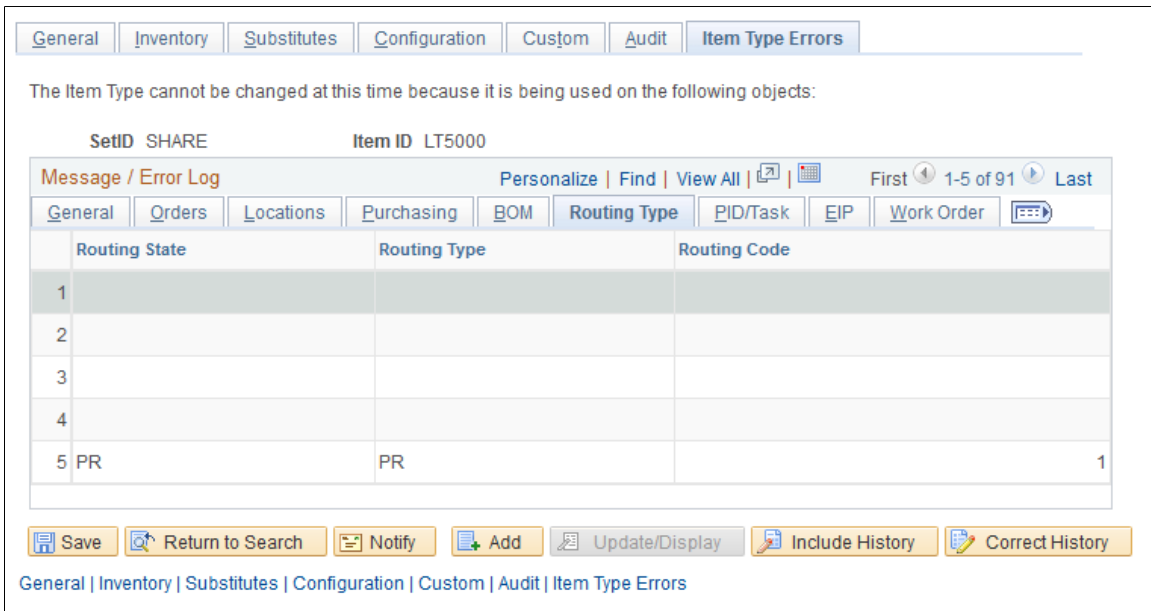 General Inventory Substitutes Configuration Custom Audit Item Type Errors
The Item Type cannot be changed at this time because it is being used on the following objects:
SetID SHARE Item ID LT5000
Message / Error Log Personalize | Find | View All | | First 1-5 of 91 Last
General Orders Locations Purchasing BOM Routing Type PID/Task EIP Work Order
Routing State Routing Type Routing Code
1
2
3
4
5 PR PR 1
Save Return to Search Notify Add Update/Display Include History Correct History
General | Inventory | Substitutes | Configuration | Custom | Audit | Item Type Errors